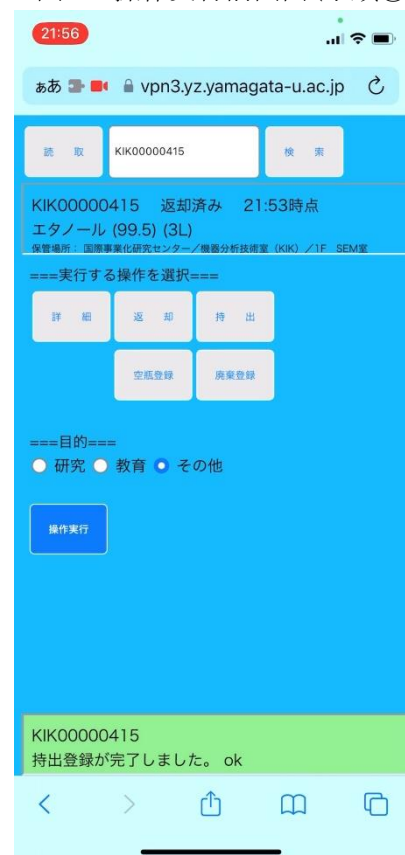 21:56
ああ vpn3.yz.yamagata-u.ac.jp
読 取 KIK00000415 検 索
KIK00000415 返却済み 21:53時点
エタノール (99.5) (3L)
保管場所： 国際事業化研究センター／機器分析技術室（KIK）／1F SEM室
===実行する操作を選択===
詳 細 返 却 持 出
空瓶登録 廃棄登録
===目的===
研究 教育 その他
操作実行
KIK00000415
持出登録が完了しました。 ok